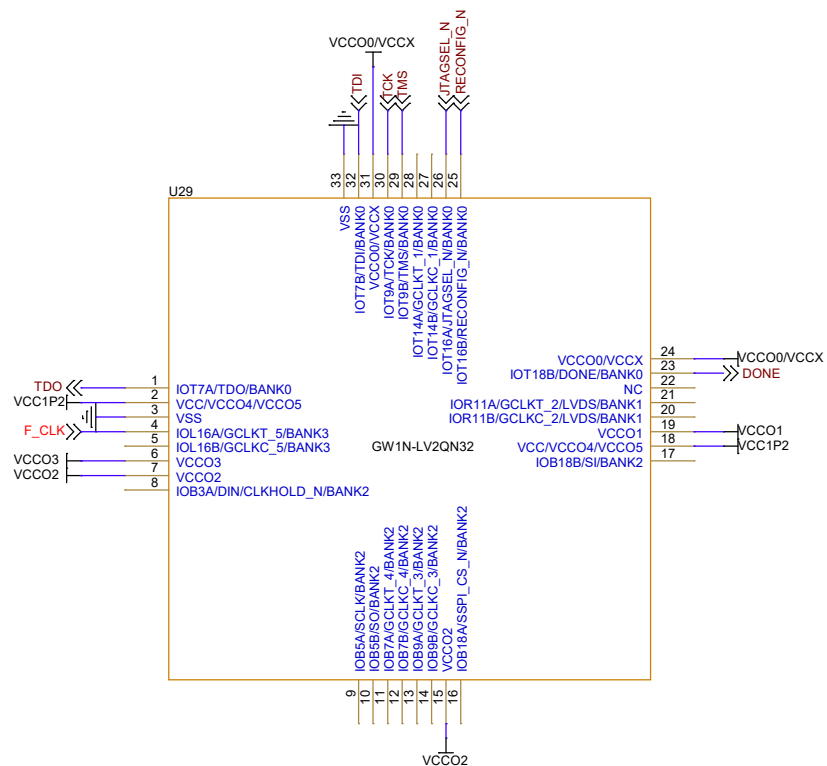 VCCO0/VCCX
TDI
TCK
TMS
JTAGSEL_N
RECONFIG_N
33
32
31
30
29
28
27
26
25
U29
VSS
IOT7B/TDI/BANK0
VCCO0/VCCX
IOT9A/TCK/BANK0
IOT9B/TMS/BANK0
IOT14A/GCLKT_1/BANK0
IOT14B/GCLKC_1/BANK0
IOT16A/JTAGSEL_N/BANK0
IOT16B/RECONFIG_N/BANK0
TDO 1 IOT7A/TDO/BANK0
VCC1P2 2 VCC/VCCO4/VCCO5
3 VSS
F_CLK 4 IOL16A/GCLKT_5/BANK3
5 IOL16B/GCLKC_5/BANK3
VCCO3 6 VCCO3
VCCO2 7 VCCO2
8 IOB3A/DIN/CLKHOLD_N/BANK2
GW1N-LV2QN32
VCCO0/VCCX 24 VCCO0/VCCX
IOT18B/DONE/BANK0 23 DONE
NC 22
IOR11A/GCLKT_2/LVDS/BANK1 21
IOR11B/GCLKC_2/LVDS/BANK1 20
VCCO1 19 VCCO1
VCC/VCCO4/VCCO5 18 VCC1P2
IOB18B/SI/BANK2 17
IOB5A/SCLK/BANK2
IOB5B/SO/BANK2
IOB7A/GCLKT_4/BANK2
IOB7B/GCLKC_4/BANK2
IOB9A/GCLKT_3/BANK2
IOB9B/GCLKC_3/BANK2
VCCO2
IOB18A/SSPI_CS_N/BANK2
9
10
11
12
13
14
15
16
VCCO2